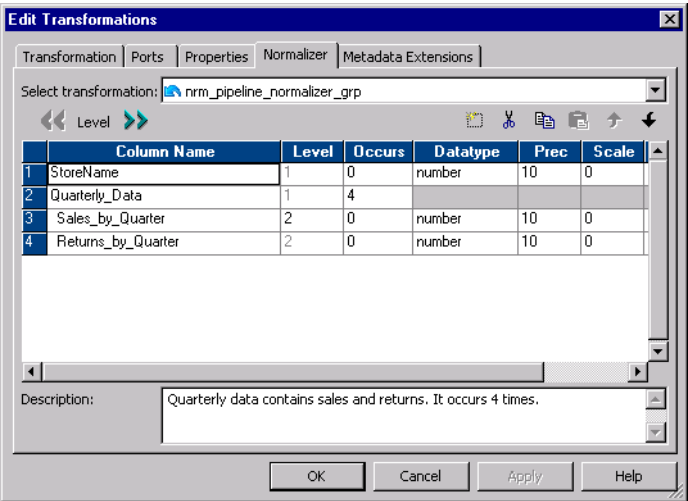 Edit Transformations
Transformation Ports Properties Normalizer Metadata Extensions
Select transformation: nrm_pipeline_normalizer_grp
Level
Column Name Level Occurs Datatype Prec Scale
1 StoreName 1 0 number 10 0
2 Quarterly_Data 1 4
3 Sales_by_Quarter 2 0 number 10 0
4 Returns_by_Quarter 2 0 number 10 0
Description: Quarterly data contains sales and returns. It occurs 4 times.
OK Cancel Apply Help